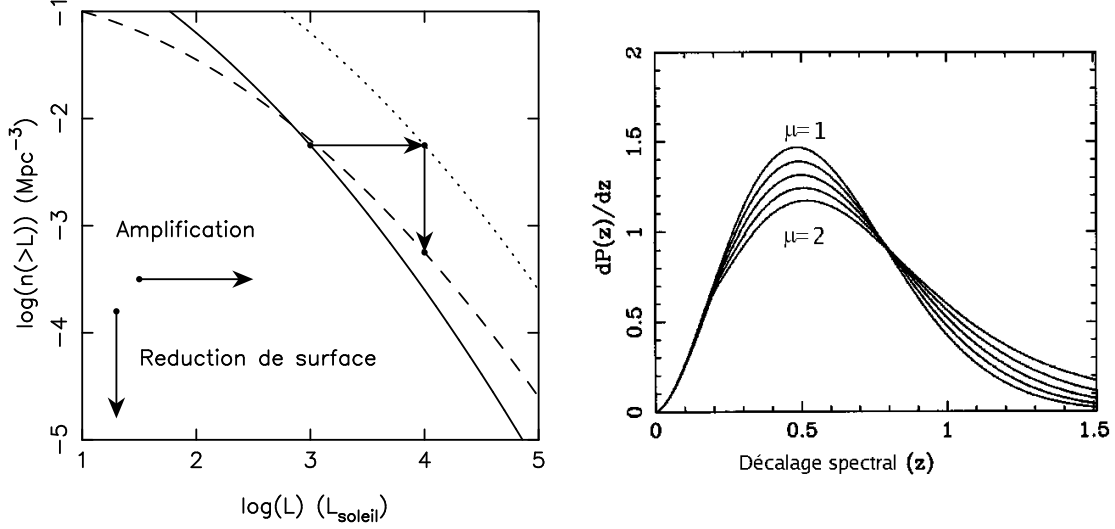 log(n(>L)) (Mpc⁻³)
-1
-2
-3
-4
-5
Amplification
Reduction de surface
1 2 3 4 5
log(L) (L_soleil)
dP(z)/dz
2
1.5
1
0.5
0
μ=1
μ=2
0 0.5 1 1.5
Décalage spectral (z)